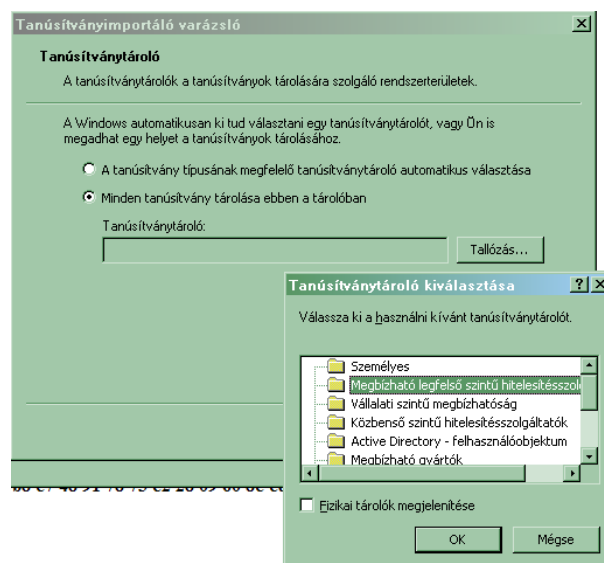 Tanúsítványimportáló varázsló
Tanúsítványtároló
A tanúsítványtárolók a tanúsítványok tárolására szolgáló rendszerterületek.
A Windows automatikusan ki tud választani egy tanúsítványtárolót, vagy Ön is
megadhat egy helyet a tanúsítványok tárolásához.
A tanúsítvány típusának megfelelő tanúsítványtároló automatikus választása
Minden tanúsítvány tárolása ebben a tárolóban
Tanúsítványtároló:
Tallózás...
Tanúsítványtároló kiválasztása
Válassza ki a használni kívánt tanúsítványtárolót.
Személyes
Megbízható legfelső szintű
Vállalati szintű megbízhatóság
Közbenső szintű hitelesítésszolgáltatók
Active Directory - felhasználóobjektum
Megbízható gyártók
Fizikai tárolók megjelenítése
OK Mégse